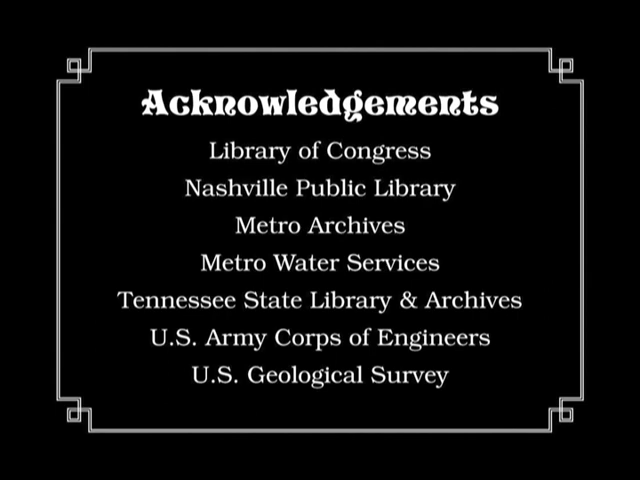 Acknowledgements
Library of Congress
Nashville Public Library
Metro Archives
Metro Water Services
Tennessee State Library & Archives
U.S. Army Corps of Engineers
U.S. Geological Survey